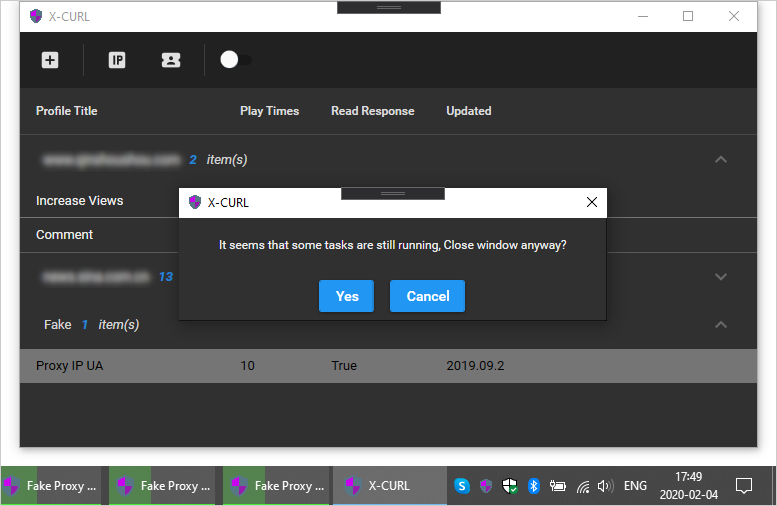 X-CURL
IP
Profile Title Play Times Read Response Updated
2 item(s)
Increase Views
X-CURL
Comment
It seems that some tasks are still running, Close window anyway?
13
Yes Cancel
Fake 1 item(s)
Proxy IP UA 10 True 2019.09.2
Fake Proxy ... Fake Proxy ... Fake Proxy ... X-CURL ENG 17:49
2020-02-04